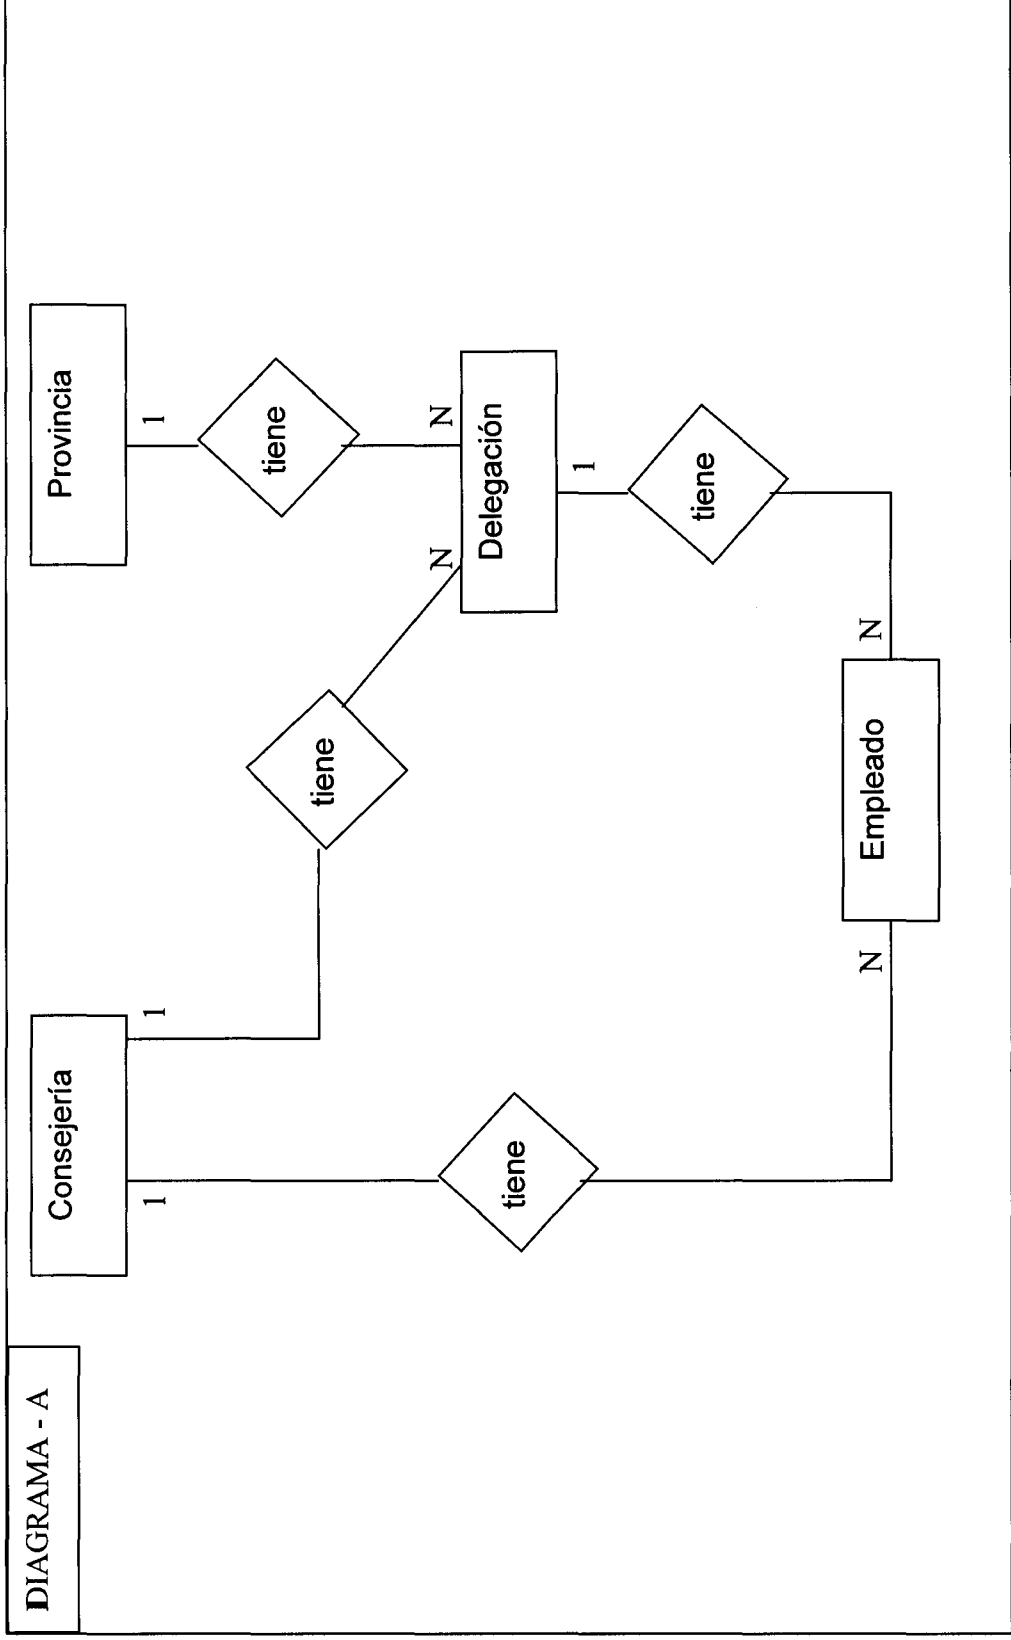 DIAGRAMA - A
Consejería
Provincia
1
1
1
tiene
tiene
N
N
Delegación
tiene
1
tiene
N
N
Empleado